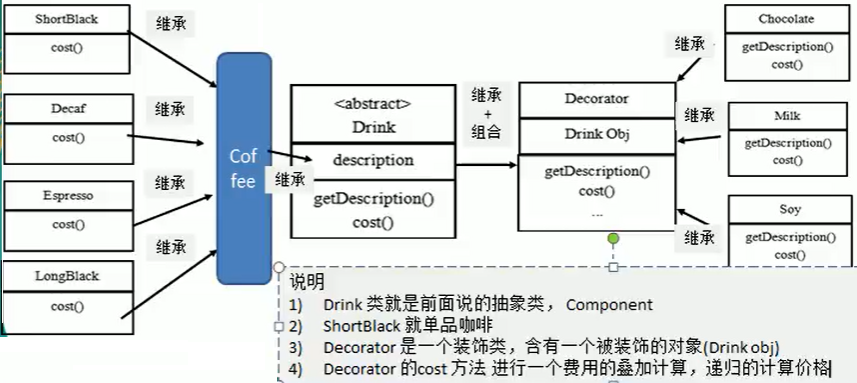 ShortBlack
cost()
继承
Decaf
cost()
继承
Espresso
cost()
继承
LongBlack
cost()
继承
Cof
fee
继承
<abstract>
Drink
description
getDescription()
cost()
继承
+
组合
Decorator
Drink Obj
getDescription()
cost()
...
继承
Chocolate
getDescription()
cost()
继承
Milk
getDescription()
cost()
继承
Soy
getDescription()
cost()
说明
1) Drink 类就是前面说的抽象类， Component
2) ShortBlack 就单品咖啡
3) Decorator 是一个装饰类，含有一个被装饰的对象(Drink obj)
4) Decorator 的cost 方法 进行一个费用的叠加计算，递归的计算价格